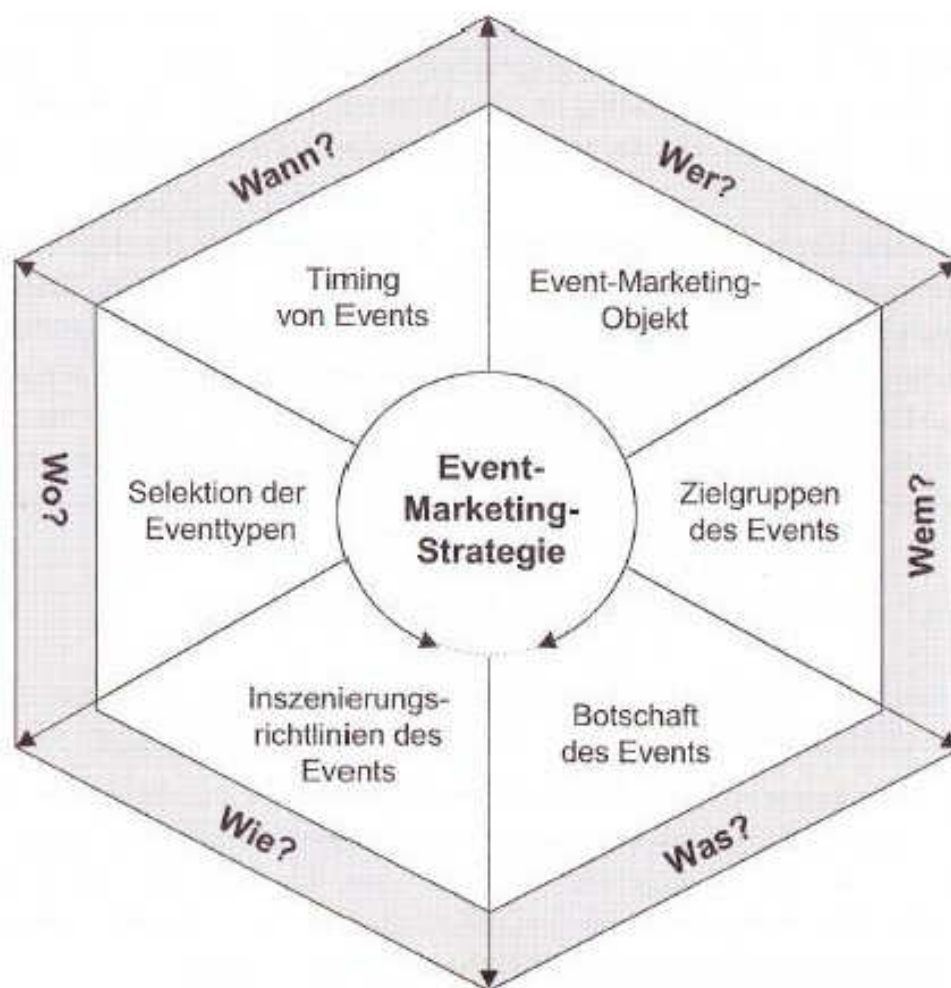 Wann?
Wer?
Timing
von Events
Event-Marketing-
Objekt
Wo?
Selektion der
Eventtypen
Event-
Marketing-
Strategie
Zielgruppen
des Events
Wem?
Inszenierungs-
richtlinien des
Events
Botschaft
des Events
Wie?
Was?